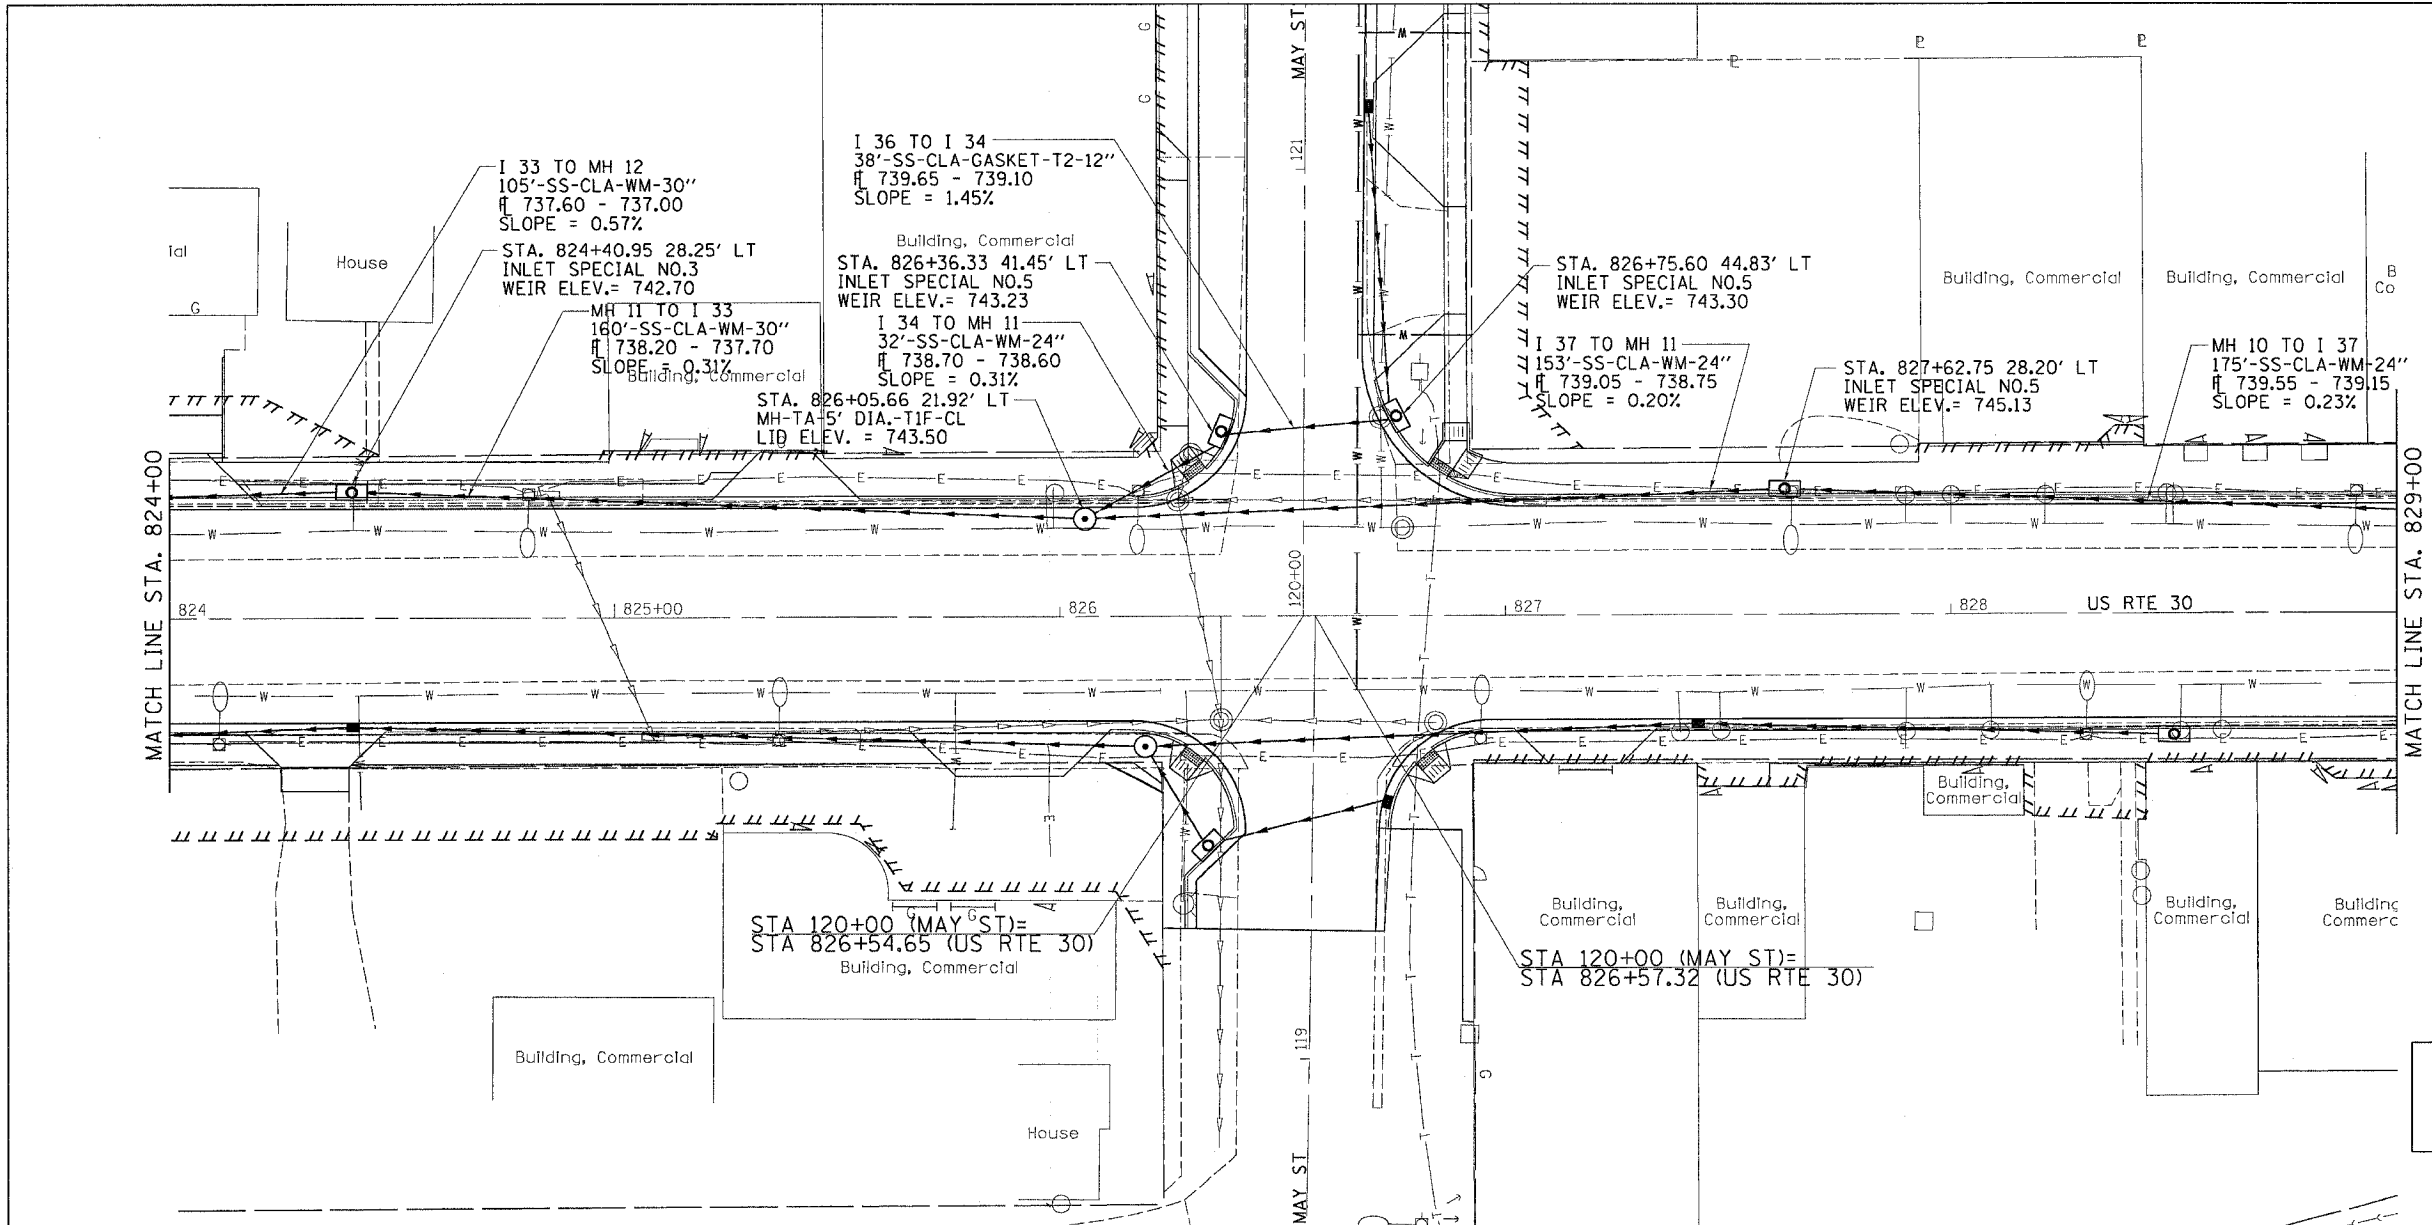 MAY ST
121
I 33 TO MH 12
105'-SS-CLA-WM-30"
FL 737.60 - 737.00
SLOPE = 0.57%
STA. 824+40.95 28.25' LT
INLET SPECIAL NO.3
WEIR ELEV.= 742.70
MH 11 TO I 33
160'-SS-CLA-WM-30"
FL 738.20 - 737.70
SLOPE = 0.31%
Building, Commercial
I 36 TO I 34
38'-SS-CLA-GASKET-T2-12"
FL 739.65 - 739.10
SLOPE = 1.45%
Building, Commercial
STA. 826+36.33 41.45' LT
INLET SPECIAL NO.5
WEIR ELEV.= 743.23
I 34 TO MH 11
32'-SS-CLA-WM-24"
FL 738.70 - 738.60
SLOPE = 0.31%
STA. 826+05.66 21.92' LT
MH-TA-5' DIA.-T1F-CL
LID ELEV. = 743.50
STA. 826+75.60 44.83' LT
INLET SPECIAL NO.5
WEIR ELEV.= 743.30
I 37 TO MH 11
153'-SS-CLA-WM-24"
FL 739.05 - 738.75
SLOPE = 0.20%
STA. 827+62.75 28.20' LT
INLET SPECIAL NO.5
WEIR ELEV.= 745.13
MH 10 TO I 37
175'-SS-CLA-WM-24"
FL 739.55 - 739.15
SLOPE = 0.23%
ial
House
Building, Commercial
Building, Commercial
B
Co
MATCH LINE STA. 824+00
824
825+00
826
120+00
827
828
US RTE 30
MATCH LINE STA. 829+00
STA 120+00 (MAY ST)=
STA 826+54.65 (US RTE 30)
Building, Commercial
STA 120+00 (MAY ST)=
STA 826+57.32 (US RTE 30)
Building,
Commercial
Building,
Commercial
Building,
Commercial
Building,
Commercial
Building
Commerc
Building, Commercial
House
119
MAY ST